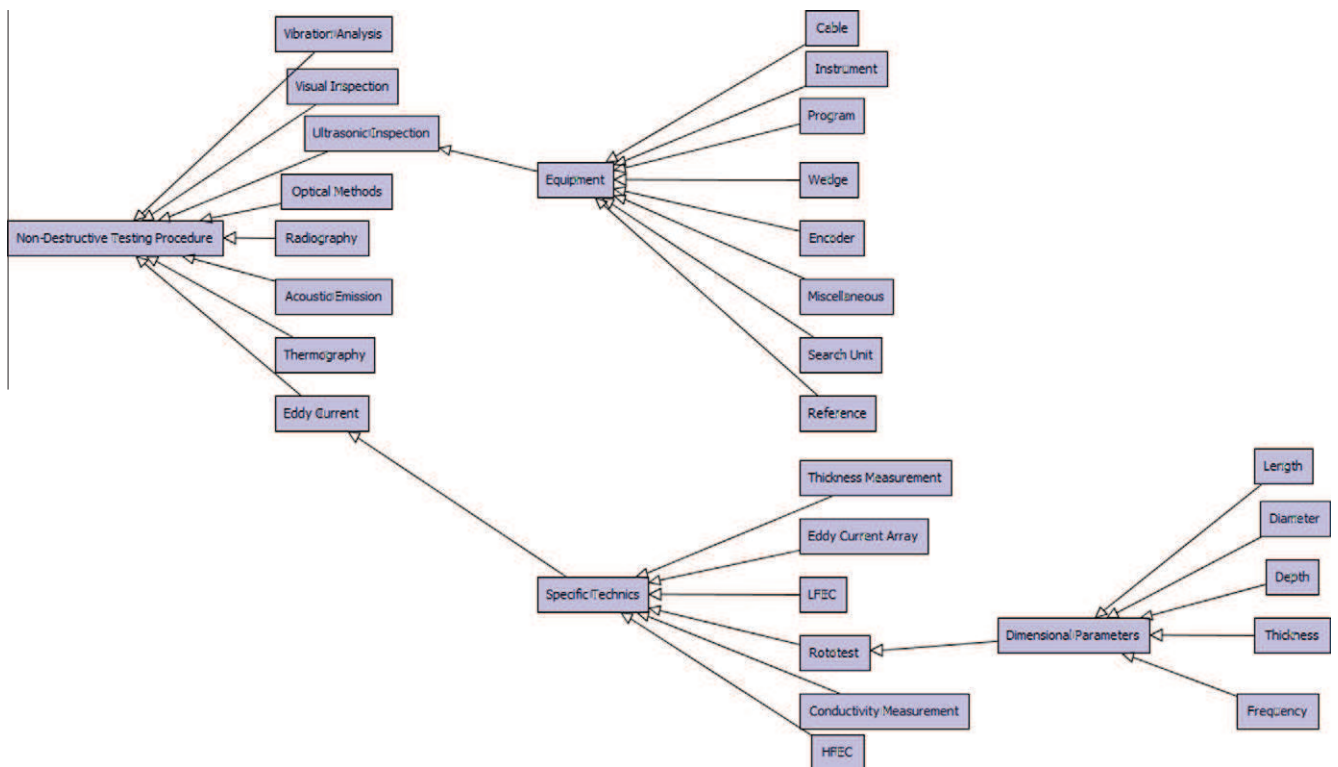 Vibration Analysis
Visual Inspection
Ultrasonic Inspection
Optical Methods
Non-Destructive Testing Procedure
Radiography
Acoustic Emission
Thermography
Eddy Current
Equipment
Cable
Instrument
Program
Wedge
Encoder
Miscellaneous
Search Unit
Reference
Specific Technics
Thickness Measurement
Eddy Current Array
LFEC
Rototest
Conductivity Measurement
HFEC
Dimensional Parameters
Length
Diameter
Depth
Thickness
Frequency